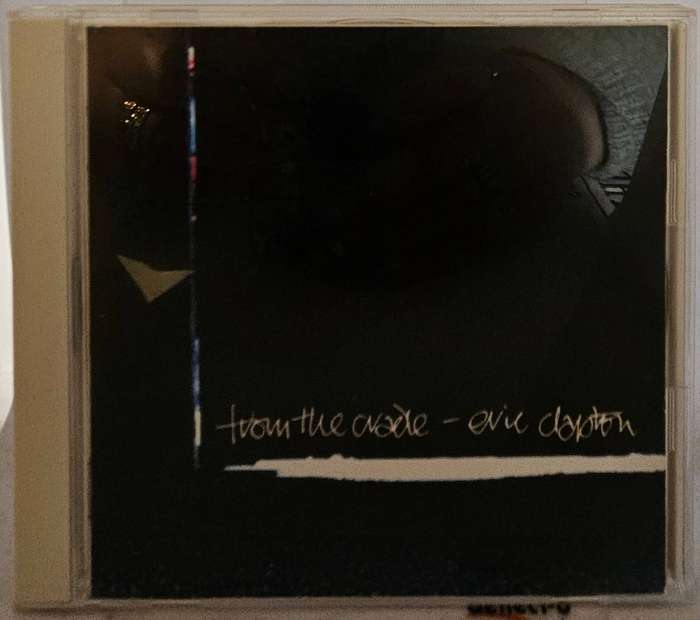 from the cradle - eric clapton